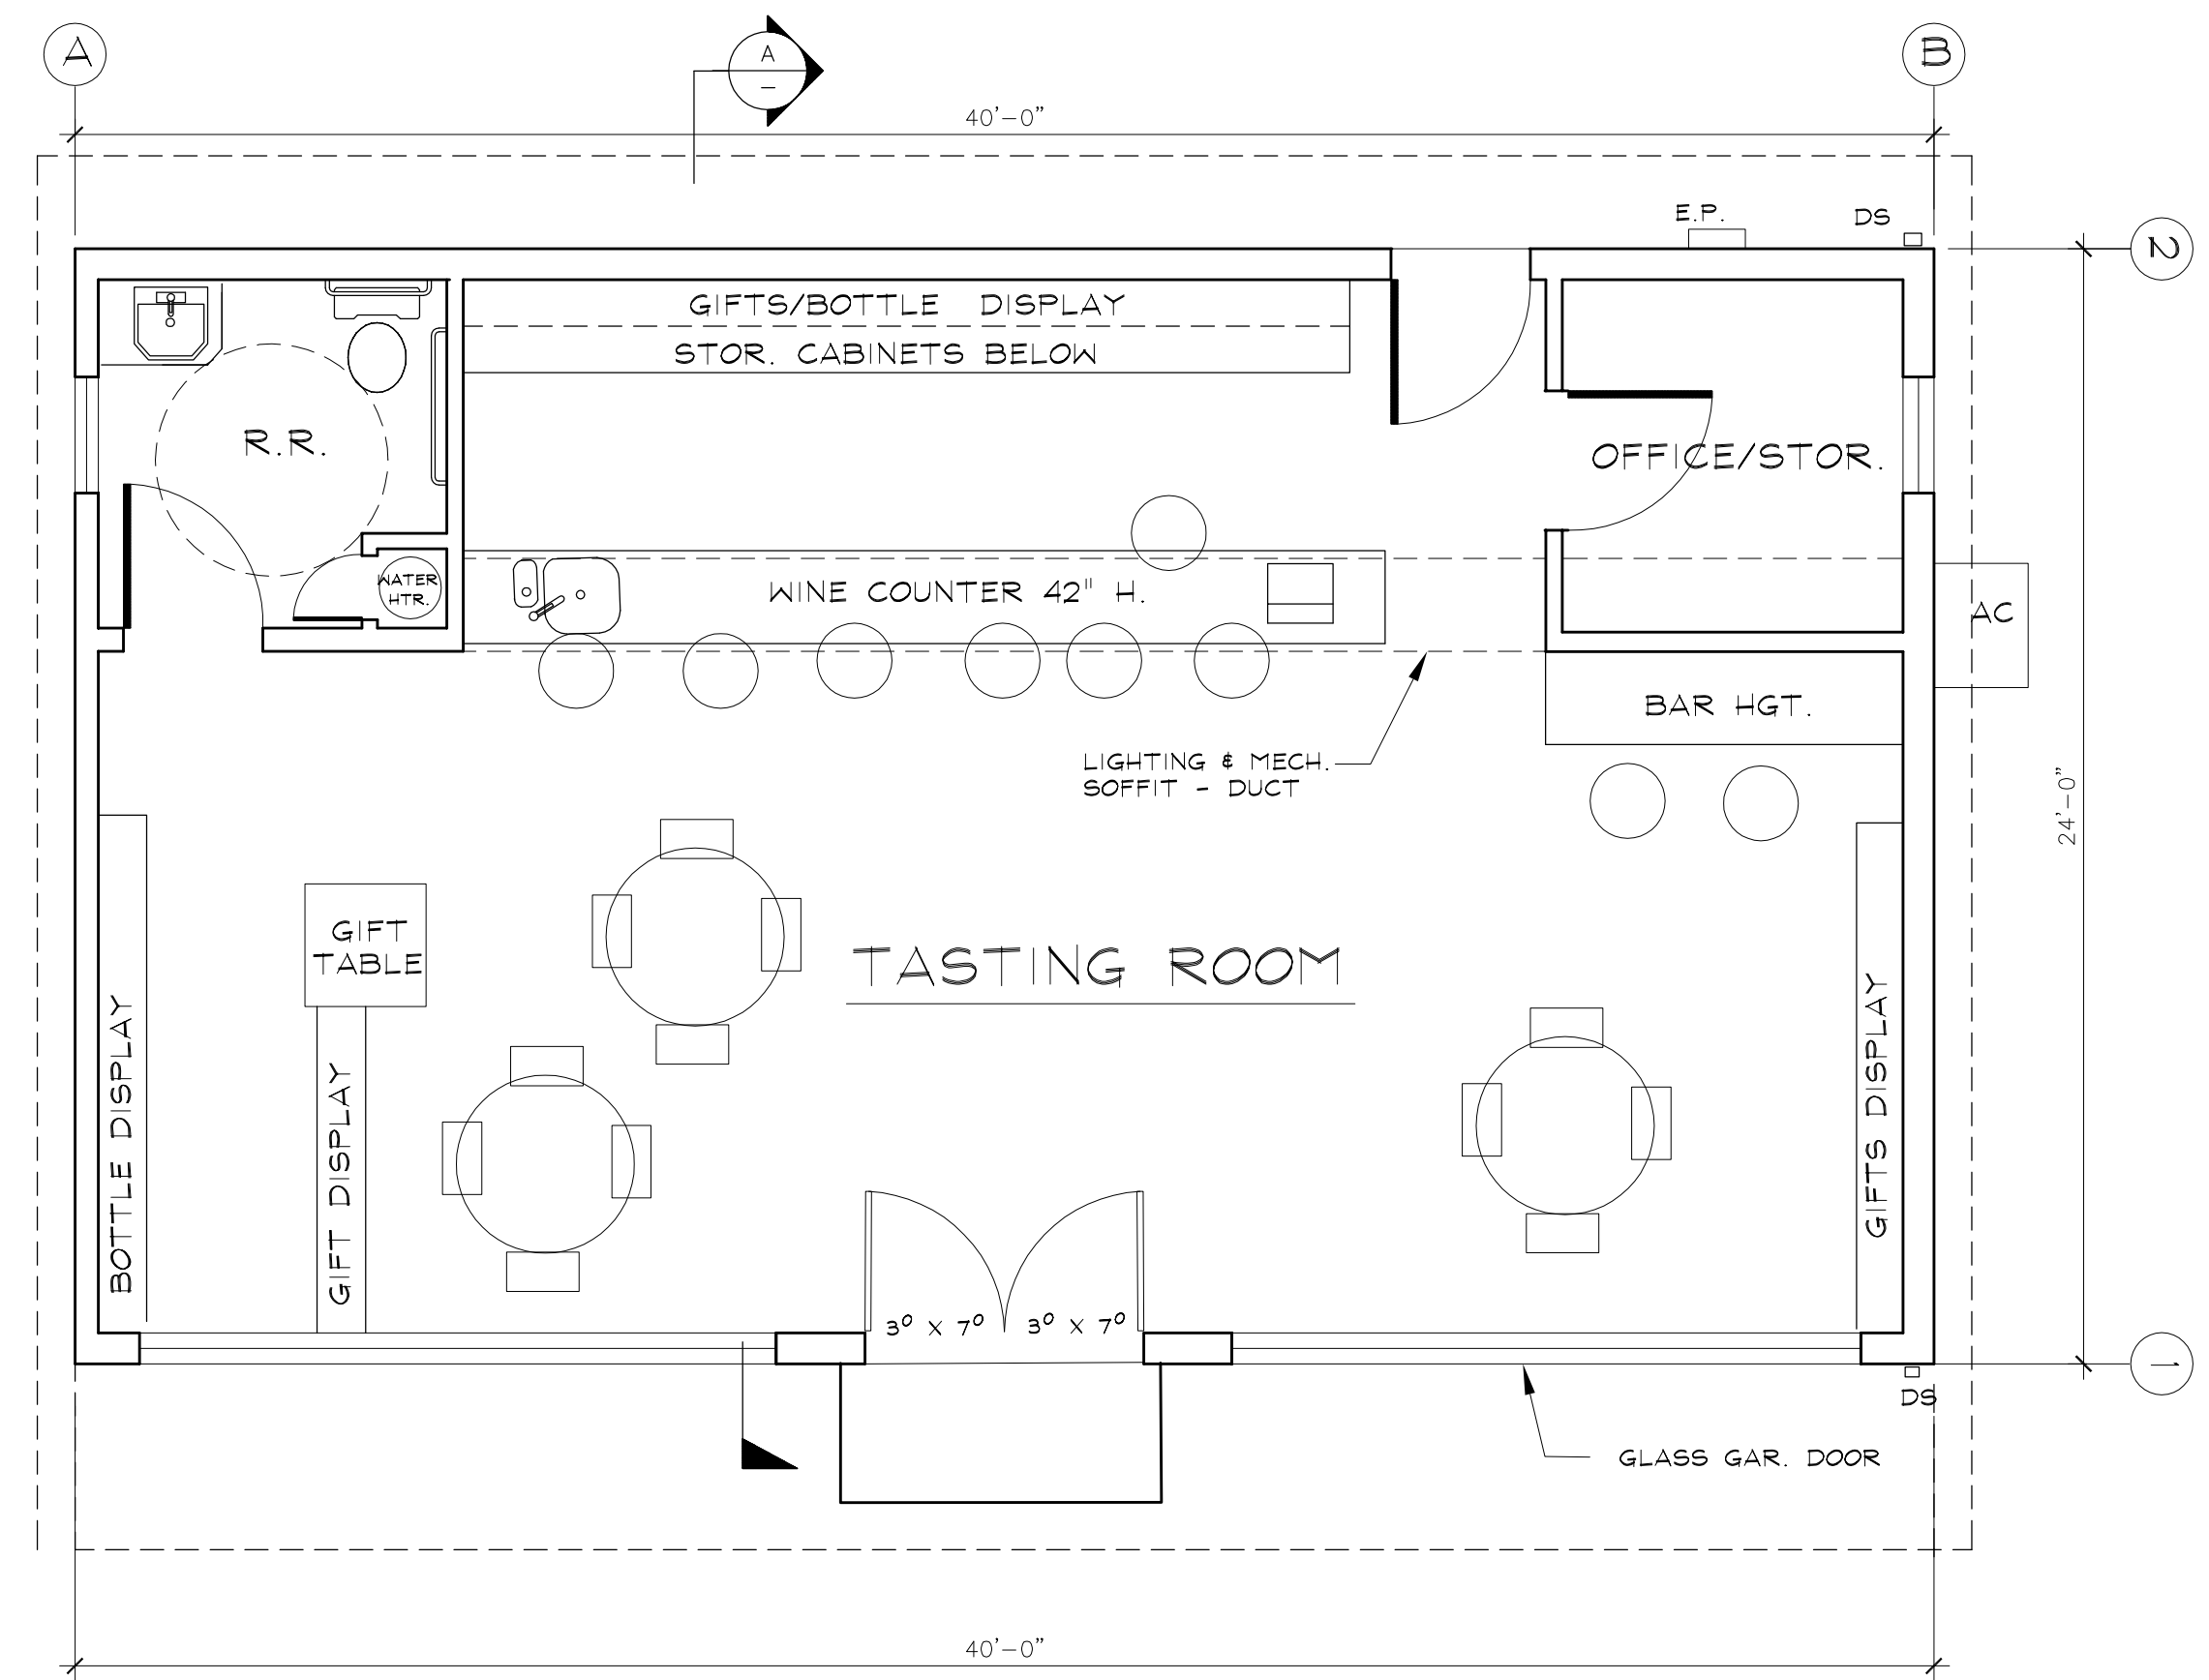 A
A
–
B
40'-0"
E.P.
DS
2
GIFTS/BOTTLE DISPLAY
STOR. CABINETS BELOW
R.R.
OFFICE/STOR.
WATER
HTR.
WINE COUNTER 42" H.
AC
BAR HGT.
LIGHTING & MECH.
SOFFIT - DUCT
24'-0"
GIFT
TABLE
TASTING ROOM
BOTTLE DISPLAY
GIFT DISPLAY
GIFTS DISPLAY
3⁰ X 7⁰
3⁰ X 7⁰
1
DS
GLASS GAR. DOOR
40'-0"